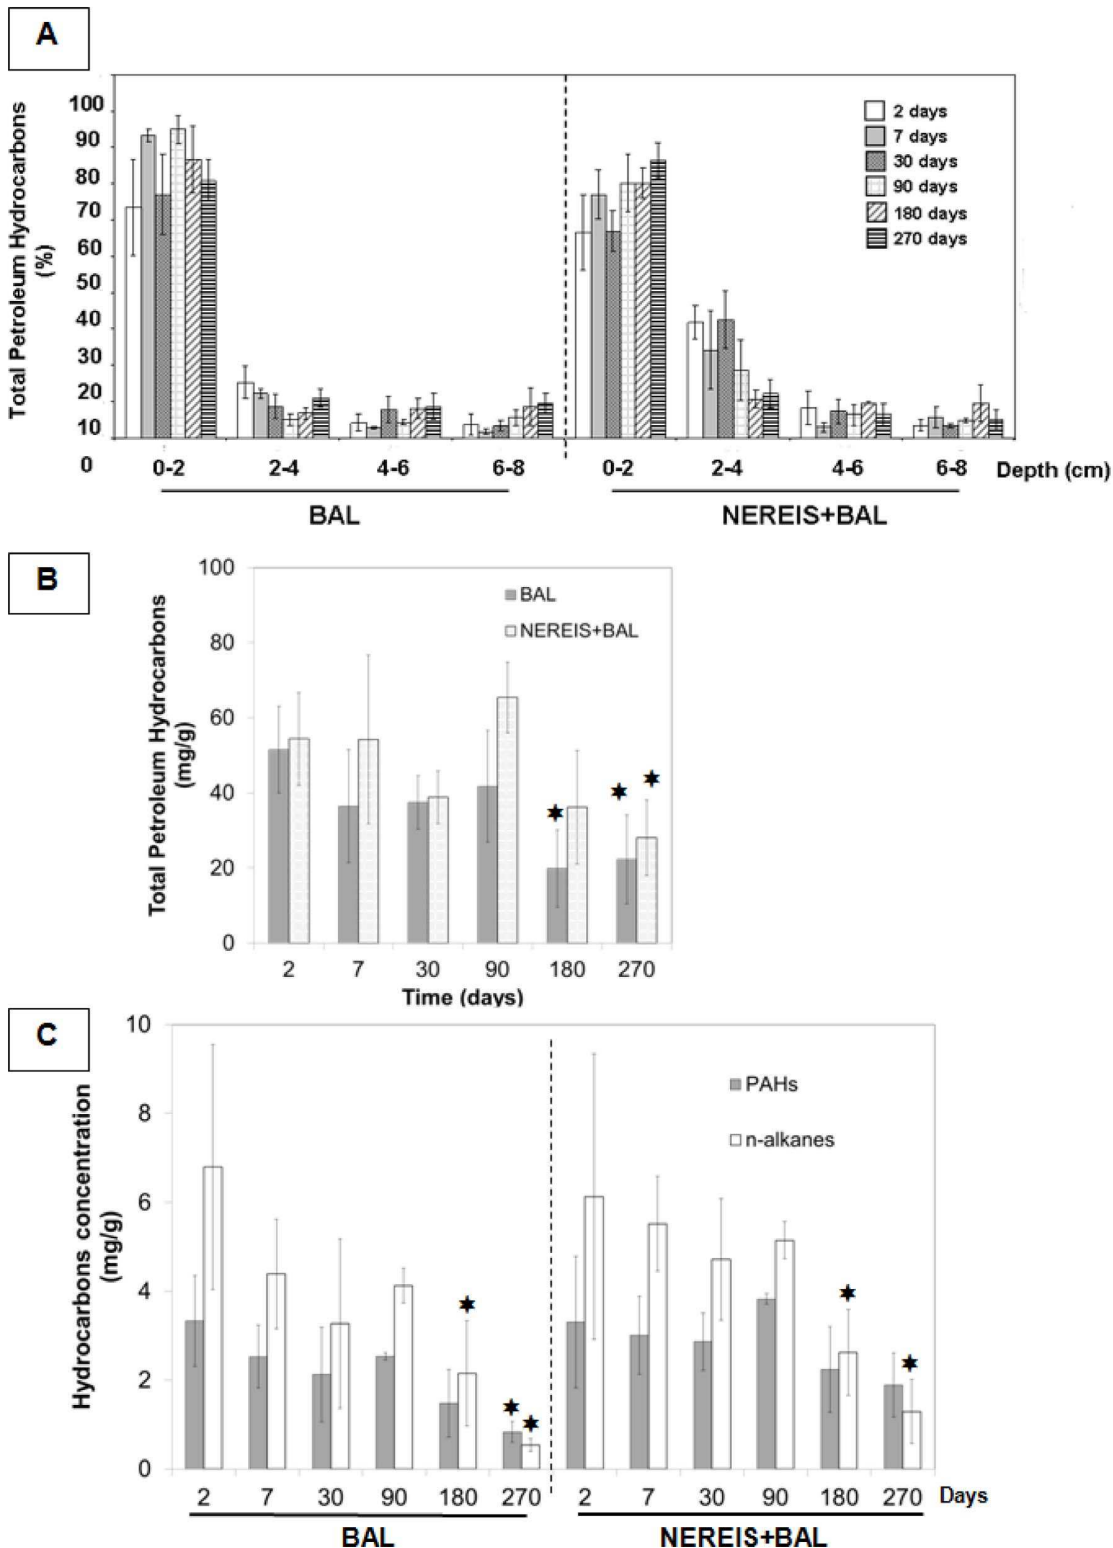 A
Total Petroleum Hydrocarbons
(%)
100
90
80
70
60
50
40
30
20
10
0
2 days
7 days
30 days
90 days
180 days
270 days
0-2 2-4 4-6 6-8 0-2 2-4 4-6 6-8 Depth (cm)
BAL NEREIS+BAL
B
Total Petroleum Hydrocarbons
(mg/g)
100
80
60
40
20
0
BAL
NEREIS+BAL
2 7 30 90 180 270
Time (days)
C
Hydrocarbons concentration
(mg/g)
10
8
6
4
2
0
PAHs
n-alkanes
2 7 30 90 180 270 2 7 30 90 180 270 Days
BAL NEREIS+BAL